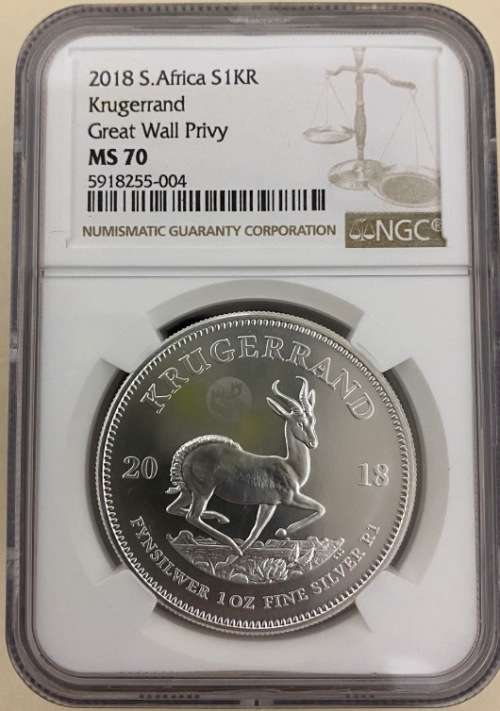 2018 S.Africa S1KR
Krugerrand
Great Wall Privy
MS 70
5918255-004
NUMISMATIC GUARANTY CORPORATION
NGC®
KRUGERRAND
20 18
FYNSILWER 1 OZ FINE SILVER R1